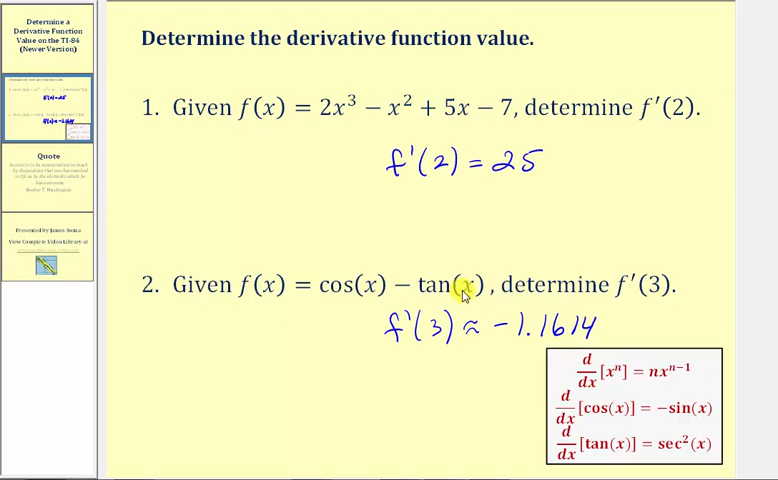 Determine a
Derivative Function
Value on the TI-84
(Newer Version)
Quote
Presented by James Sousa
View Complete Video Library at
Determine the derivative function value.
1. Given f(x) = 2x³ − x² + 5x − 7, determine f′(2).
f'(2) = 25
2. Given f(x) = cos(x) − tan(x) , determine f′(3).
f'(3) ≈ −1.1614
d/dx [xⁿ] = nxⁿ⁻¹
d/dx [cos(x)] = −sin(x)
d/dx [tan(x)] = sec²(x)